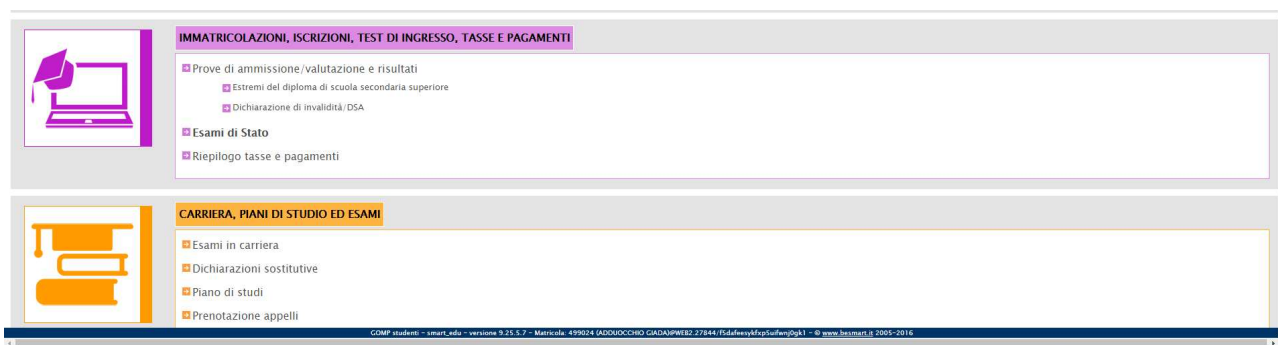 IMMATRICOLAZIONI, ISCRIZIONI, TEST DI INGRESSO, TASSE E PAGAMENTI
Prove di ammissione/valutazione e risultati
Estremi del diploma di scuola secondaria superiore
Dichiarazione di invalidità/DSA
Esami di Stato
Riepilogo tasse e pagamenti
CARRIERA, PIANI DI STUDIO ED ESAMI
Esami in carriera
Dichiarazioni sostitutive
Piano di studi
Prenotazione appelli
GOMP studenti - smart_edu - versione 9.25.5.7 - Matricola: 499024 (ADDUOCCHIO GIADA)@WEB2.27844/ - © www.besmart.it 2005-2016